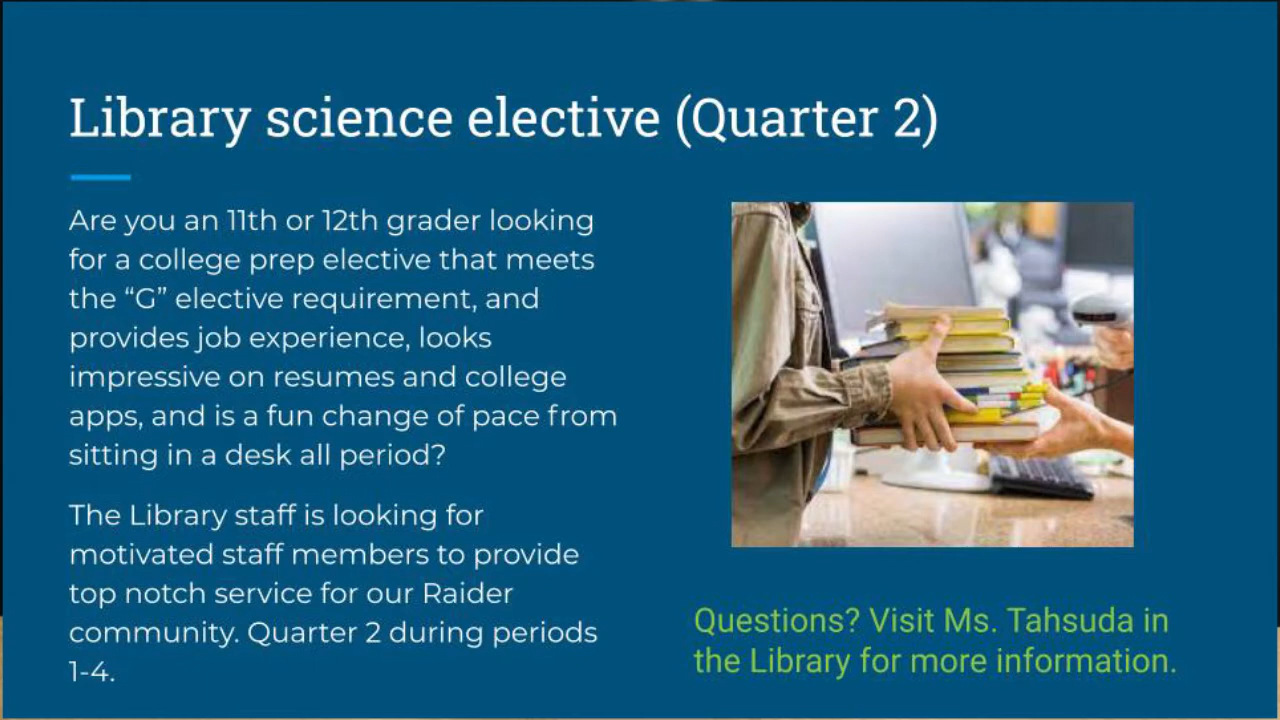 Library science elective (Quarter 2)
Are you an 11th or 12th grader looking
for a college prep elective that meets
the “G” elective requirement, and
provides job experience, looks
impressive on resumes and college
apps, and is a fun change of pace from
sitting in a desk all period?
The Library staff is looking for
motivated staff members to provide
top notch service for our Raider
community. Quarter 2 during periods
1-4.
Questions? Visit Ms. Tahsuda in
the Library for more information.